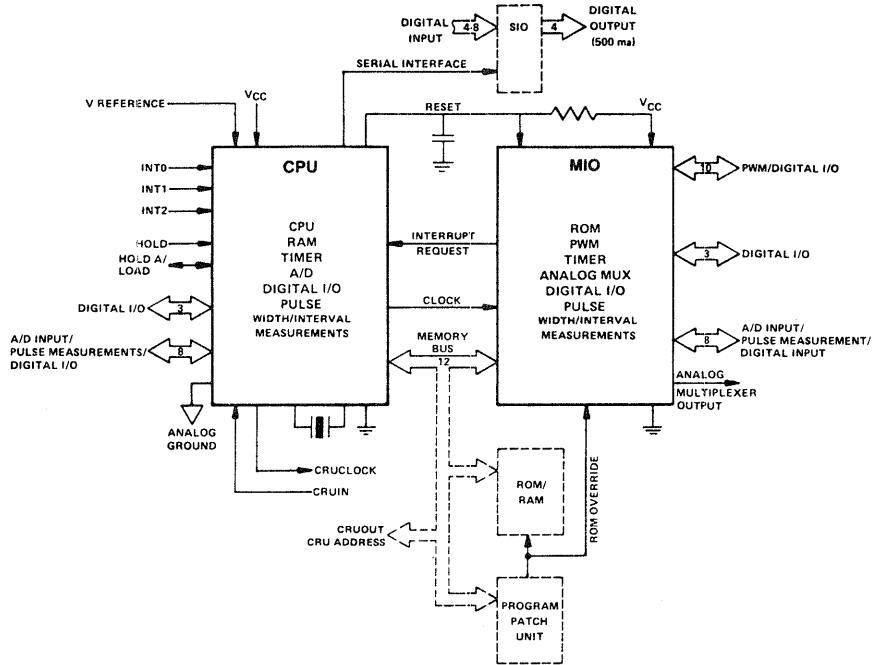 DIGITAL
INPUT
4-8
SIO
4
DIGITAL
OUTPUT
(500 ma)
SERIAL INTERFACE
V REFERENCE
VCC
RESET
VCC
CPU
MIO
INT0
INT1
INT2
HOLD
HOLD A/
LOAD
DIGITAL I/O
3
A/D INPUT/
PULSE MEASUREMENTS/
DIGITAL I/O
8
CPU
RAM
TIMER
A/D
DIGITAL I/O
PULSE
WIDTH/INTERVAL
MEASUREMENTS
INTERRUPT
REQUEST
CLOCK
MEMORY
BUS
12
ROM
PWM
TIMER
ANALOG MUX
DIGITAL I/O
PULSE
WIDTH/INTERVAL
MEASUREMENTS
10
PWM/DIGITAL I/O
3
DIGITAL I/O
8
A/D INPUT/
PULSE MEASUREMENT/
DIGITAL INPUT
ANALOG
MULTIPLEXER
OUTPUT
ANALOG
GROUND
CRUCLOCK
CRUIN
CRUOUT
CRU ADDRESS
ROM/
RAM
ROM OVERRIDE
PROGRAM
PATCH
UNIT